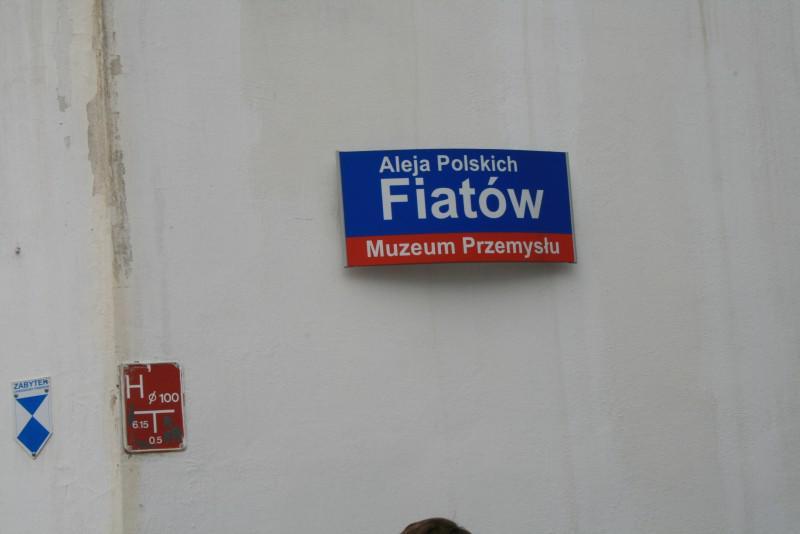 Aleja Polskich
Fiatów
Muzeum Przemysłu
ZABYTEK
H
ø 100
6.15
0.5